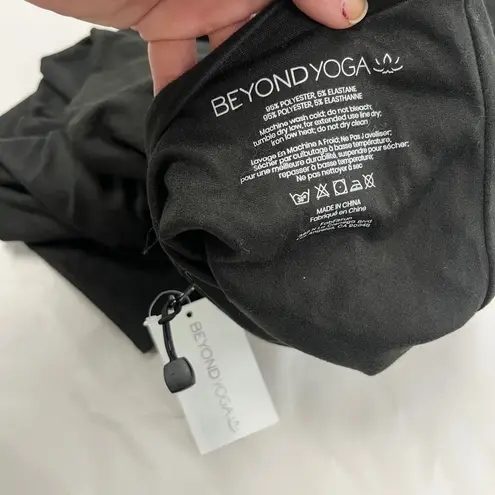 BEYOND YOGA
95% POLYESTER, 5% ELASTANE
95% POLYESTER, 5% ELASTHANNE
Machine wash cold; do not bleach;
tumble dry low, for extended use line dry;
iron low heat; do not dry clean
Lavage En Machine A Froid; Ne Pas J avelliser;
Sécher par culbutage à basse température;
pour une meilleure durabilité, suspendre pour sécher;
repasser à basse température;
Ne pas nettoyer à sec
MADE IN CHINA
Fabriqué en Chine
CA
BEYOND YOGA